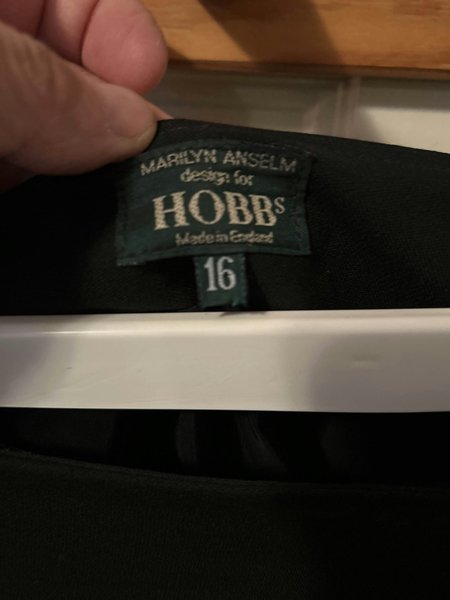 MARILYN ANSELM
design for
HOBBS
Made in England
16